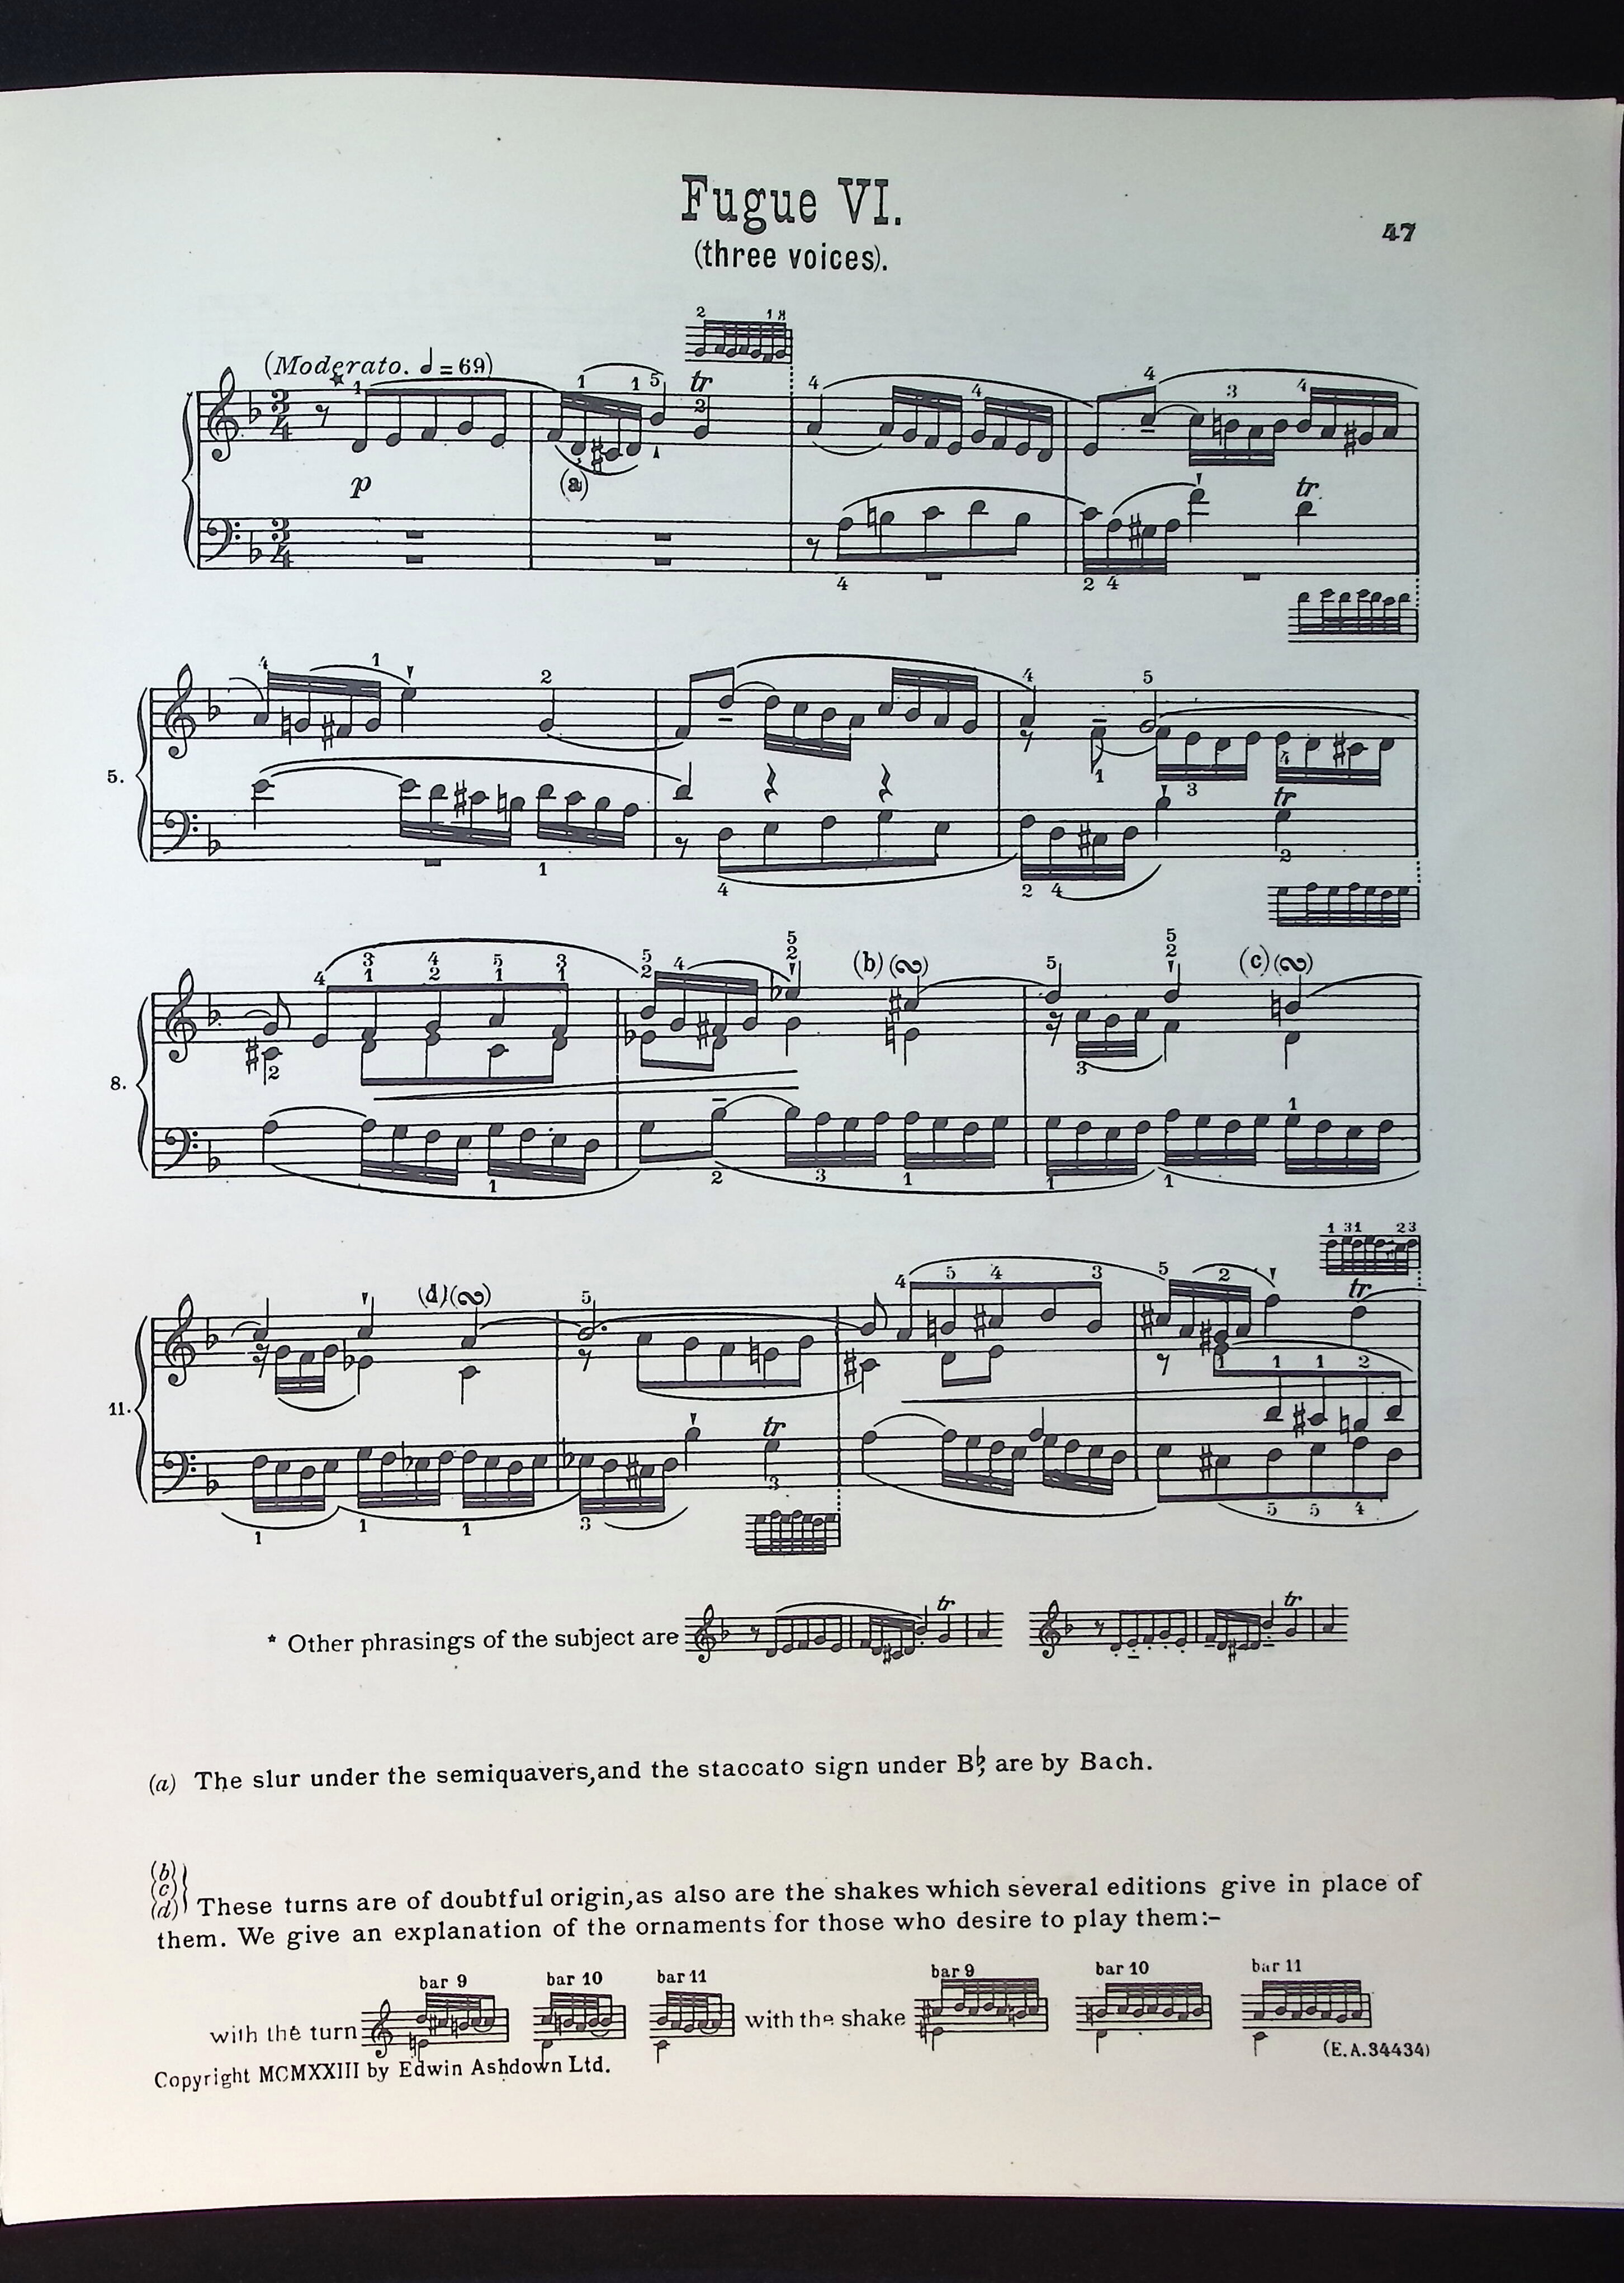 Fugue VI.
(three voices).
47
(Moderato. ♩=69)
tr
p
(a)
tr.
5.
tr
8.
(b)(∾)
(c)(∾)
11.
(d)(∾)
tr
tr
* Other phrasings of the subject are
tr
tr
(a) The slur under the semiquavers, and the staccato sign under B♭, are by Bach.
(b)
(c)
(d) These turns are of doubtful origin, as also are the shakes which several editions give in place of
them. We give an explanation of the ornaments for those who desire to play them:-
bar 9 bar 10 bar 11 bar 9 bar 10 bar 11
with the turn with the shake
(E.A.34434)
Copyright MCMXXIII by Edwin Ashdown Ltd.